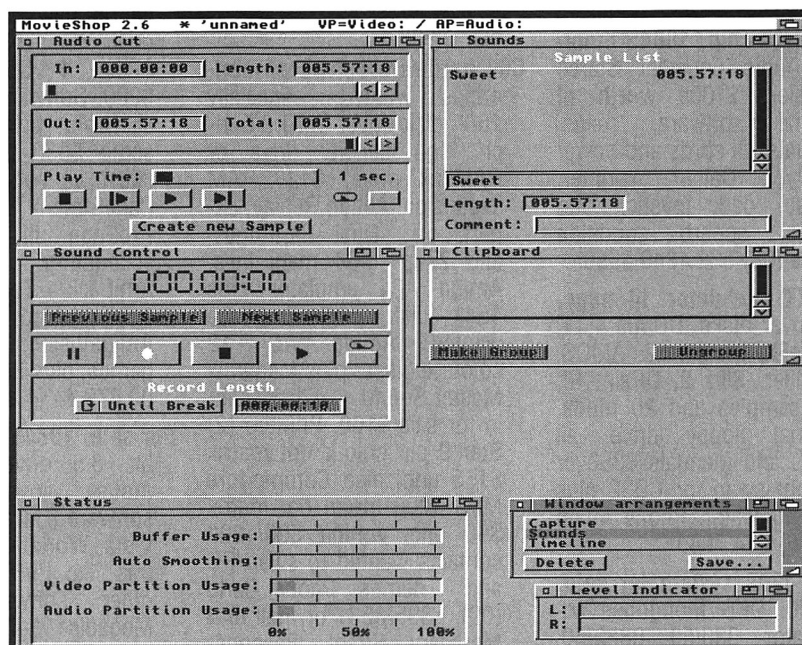 MovieShop 2.6 * 'unnamed' VP=Video: / AP=Audio:
Audio Cut
In: 000.00:00 Length: 005.57:18
< >
Out: 005.57:18 Total: 005.57:18
< >
Play Time: 1 sec.
Create new Sample
Sounds
Sample List
Sweet 005.57:18
Sweet
Length: 005.57:18
Comment:
Sound Control
000.00:00
Previous Sample Next Sample
Record Length
Until Break 000.00:10
Clipboard
Make Group Ungroup
Status
Buffer Usage:
Auto Smoothing:
Video Partition Usage:
Audio Partition Usage:
0% 50% 100%
Window arrangements
Capture
Sounds
Timeline
Delete Save...
Level Indicator
L:
R: